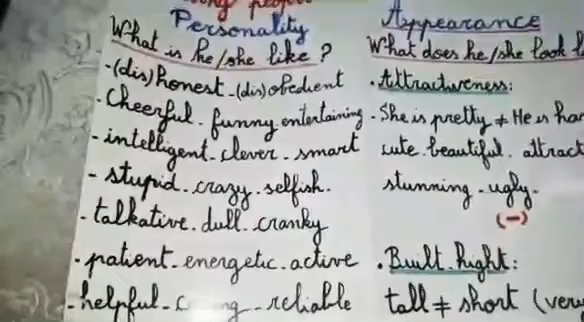 Personality
What is he/she like ?
- (dis)honest - (dis)obedient
- Cheerful - funny - entertaining
- intelligent - clever - smart
- stupid - crazy - selfish.
- talkative - dull - cranky
- patient - energetic - active
- helpful - reliable
Appearance
What does he/she look
• Attractiveness:
- She is pretty ≠ He is
cute - beautiful - attract
stunning - ugly -
(-)
• Built - hight:
tall ≠ short (very